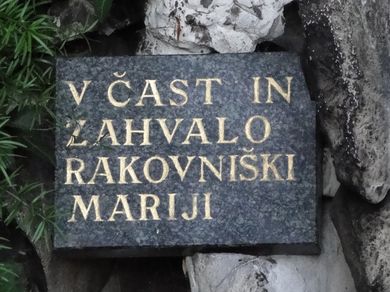 V ČAST IN
ZAHVALO
RAKOVNIŠKI
MARIJI